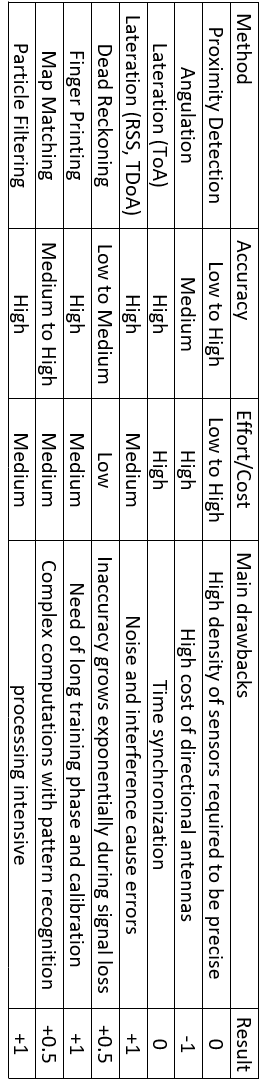 Method Accuracy Effort/Cost Main drawbacks Result
Proximity Detection Low to High Low to High High density of sensors required to be precise 0
Angulation Medium High High cost of directional antennas -1
Lateration (ToA) High High Time synchronization 0
Lateration (RSS, TDoA) High Medium Noise and interference cause errors +1
Dead Reckoning Low to Medium Low Inaccuracy grows exponentially during signal loss +0.5
Finger Printing High Medium Need of long training phase and calibration +1
Map Matching Medium to High Medium Complex computations with pattern recognition +0.5
Particle Filtering High Medium processing intensive +1